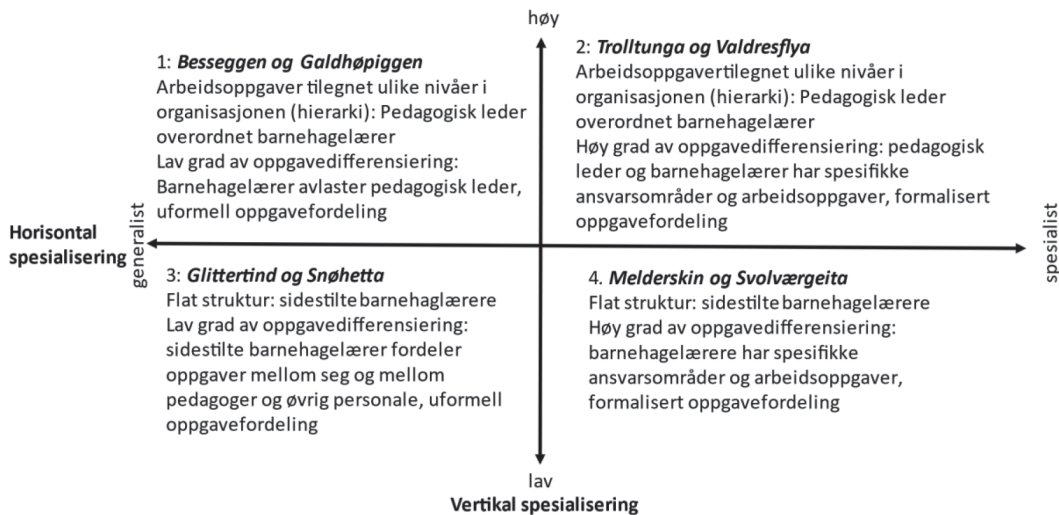 høy
1: Besseggen og Galdhøpiggen
Arbeidsoppgaver tilegnet ulike nivåer i
organisasjonen (hierarki): Pedagogisk leder
overordnet barnehagelærer
Lav grad av oppgavedifferensiering:
Barnehagelærer avlaster pedagogisk leder,
uformell oppgavefordeling
2: Trolltunga og Valdresflya
Arbeidsoppgavertilegnet ulike nivåer i
organisasjonen (hierarki): Pedagogisk leder
overordnet barnehagelærer
Høy grad av oppgavedifferensiering: pedagogisk
leder og barnehagelærer har spesifikke
ansvarsområder og arbeidsoppgaver, formalisert
oppgavefordeling
Horisontal
spesialisering
generalist
spesialist
3: Glittertind og Snøhetta
Flat struktur: sidestilte barnehaglærere
Lav grad av oppgavedifferensiering:
sidestilte barnehagelærer fordeler
oppgaver mellom seg og mellom
pedagoger og øvrig personale, uformell
oppgavefordeling
4. Melderskin og Svolværgeita
Flat struktur: sidestilte barnehagelærere
Høy grad av oppgavedifferensiering:
barnehagelærere har spesifikke
ansvarsområder og arbeidsoppgaver,
formalisert oppgavefordeling
lav
Vertikal spesialisering